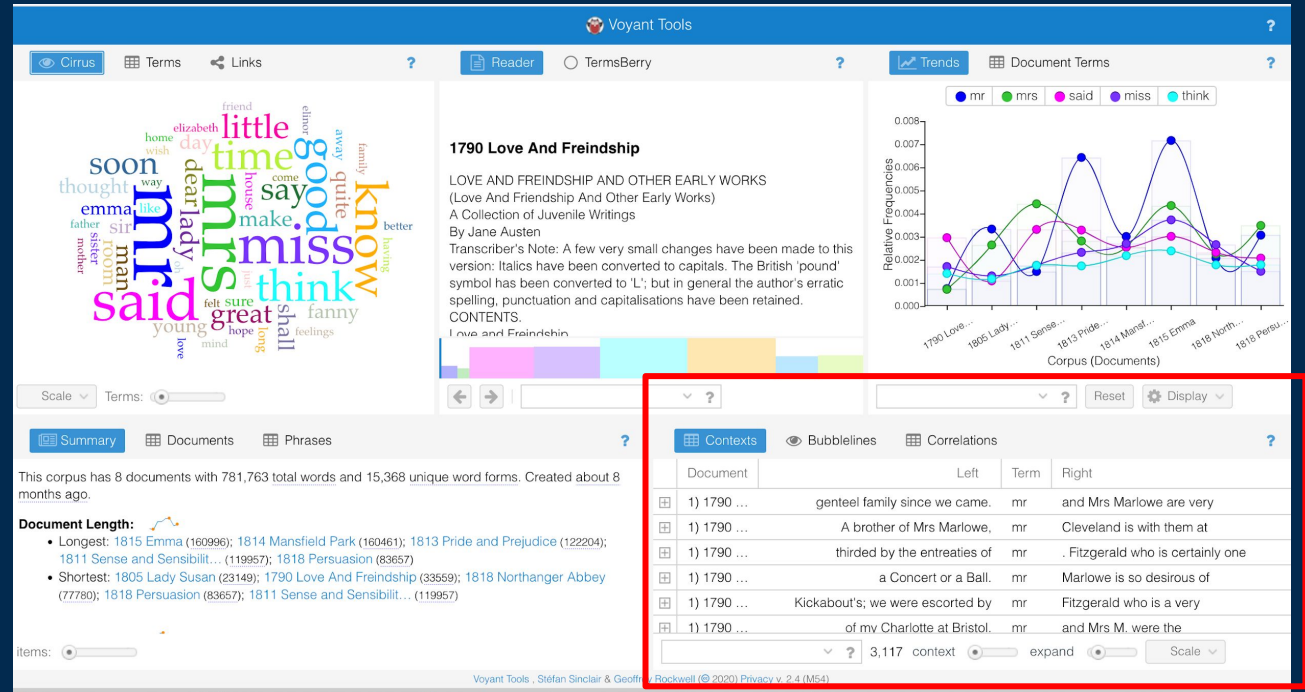 Voyant Tools ?
Cirrus Terms Links ?
friend
elinor
elizabeth little
home day away family
wish time good
soon dear house say quite know
thought way come
emma like mr lady mrs make better
father sir miss having
mother sister room man oh just
said felt sure think
young great shall fanny
hope long feelings
love mind
Scale Terms:
Reader TermsBerry ?
1790 Love And Freindship
LOVE AND FREINDSHIP AND OTHER EARLY WORKS
(Love And Friendship And Other Early Works)
A Collection of Juvenile Writings
By Jane Austen
Transcriber's Note: A few very small changes have been made to this
version: Italics have been converted to capitals. The British 'pound'
symbol has been converted to 'L'; but in general the author's erratic
spelling, punctuation and capitalisations have been retained.
CONTENTS.
Love and Freindship
?
Trends Document Terms ?
mr mrs said miss think
0.008
0.007
0.006
0.005
0.004
0.003
0.002
0.001
0.000
Relative Frequencies
1790 Love... 1805 Lady... 1811 Sense... 1813 Pride... 1814 Mansf... 1815 Emma 1818 North... 1818 Persu...
Corpus (Documents)
? Reset Display
Summary Documents Phrases ?
This corpus has 8 documents with 781,763 total words and 15,368 unique word forms. Created about 8
months ago.
Document Length:
• Longest: 1815 Emma (160996); 1814 Mansfield Park (160461); 1813 Pride and Prejudice (122204);
1811 Sense and Sensibilit... (119957); 1818 Persuasion (83657)
• Shortest: 1805 Lady Susan (23149); 1790 Love And Freindship (33559); 1818 Northanger Abbey
(77780); 1818 Persuasion (83657); 1811 Sense and Sensibilit... (119957)
items:
Contexts Bubblelines Correlations ?
Document Left Term Right
1) 1790 ... genteel family since we came. mr and Mrs Marlowe are very
1) 1790 ... A brother of Mrs Marlowe, mr Cleveland is with them at
1) 1790 ... thirded by the entreaties of mr . Fitzgerald who is certainly one
1) 1790 ... a Concert or a Ball. mr Marlowe is so desirous of
1) 1790 ... Kickabout's; we were escorted by mr Fitzgerald who is a very
1) 1790 ... of my Charlotte at Bristol. mr and Mrs M. were the
? 3,117 context expand Scale
Voyant Tools , Stéfan Sinclair & Geoffrey Rockwell (© 2020) Privacy v. 2.4 (M54)